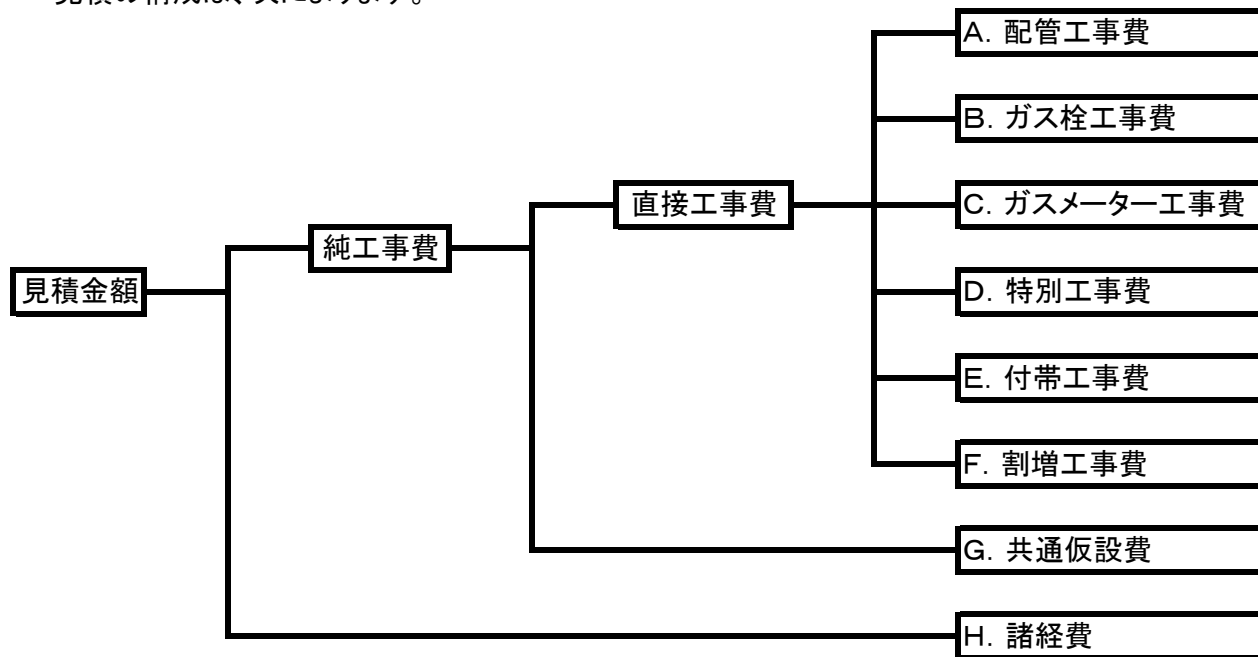 A. 配管工事費
B. ガス栓工事費
直接工事費
C. ガスメーター工事費
純工事費
見積金額
D. 特別工事費
E. 付帯工事費
F. 割増工事費
G. 共通仮設費
H. 諸経費